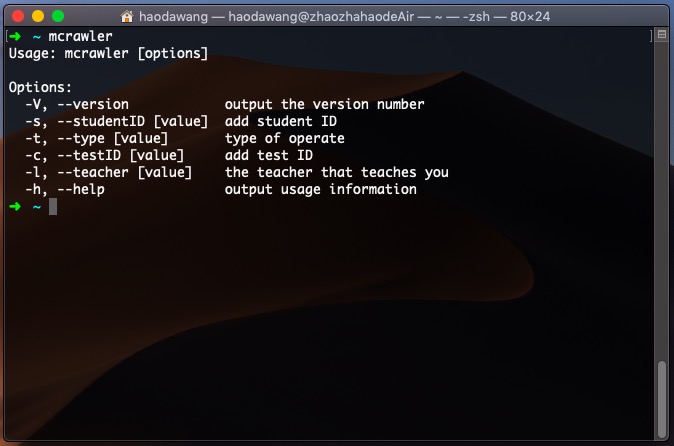 haodawang — haodawang@zhaozhahaodeAir — ~ — -zsh — 80×24
[➜  ~ mcrawler ]
Usage: mcrawler [options]

Options:
  -V, --version            output the version number
  -s, --studentID [value]  add student ID
  -t, --type [value]       type of operate
  -c, --testID [value]     add test ID
  -l, --teacher [value]    the teacher that teaches you
  -h, --help               output usage information
➜  ~